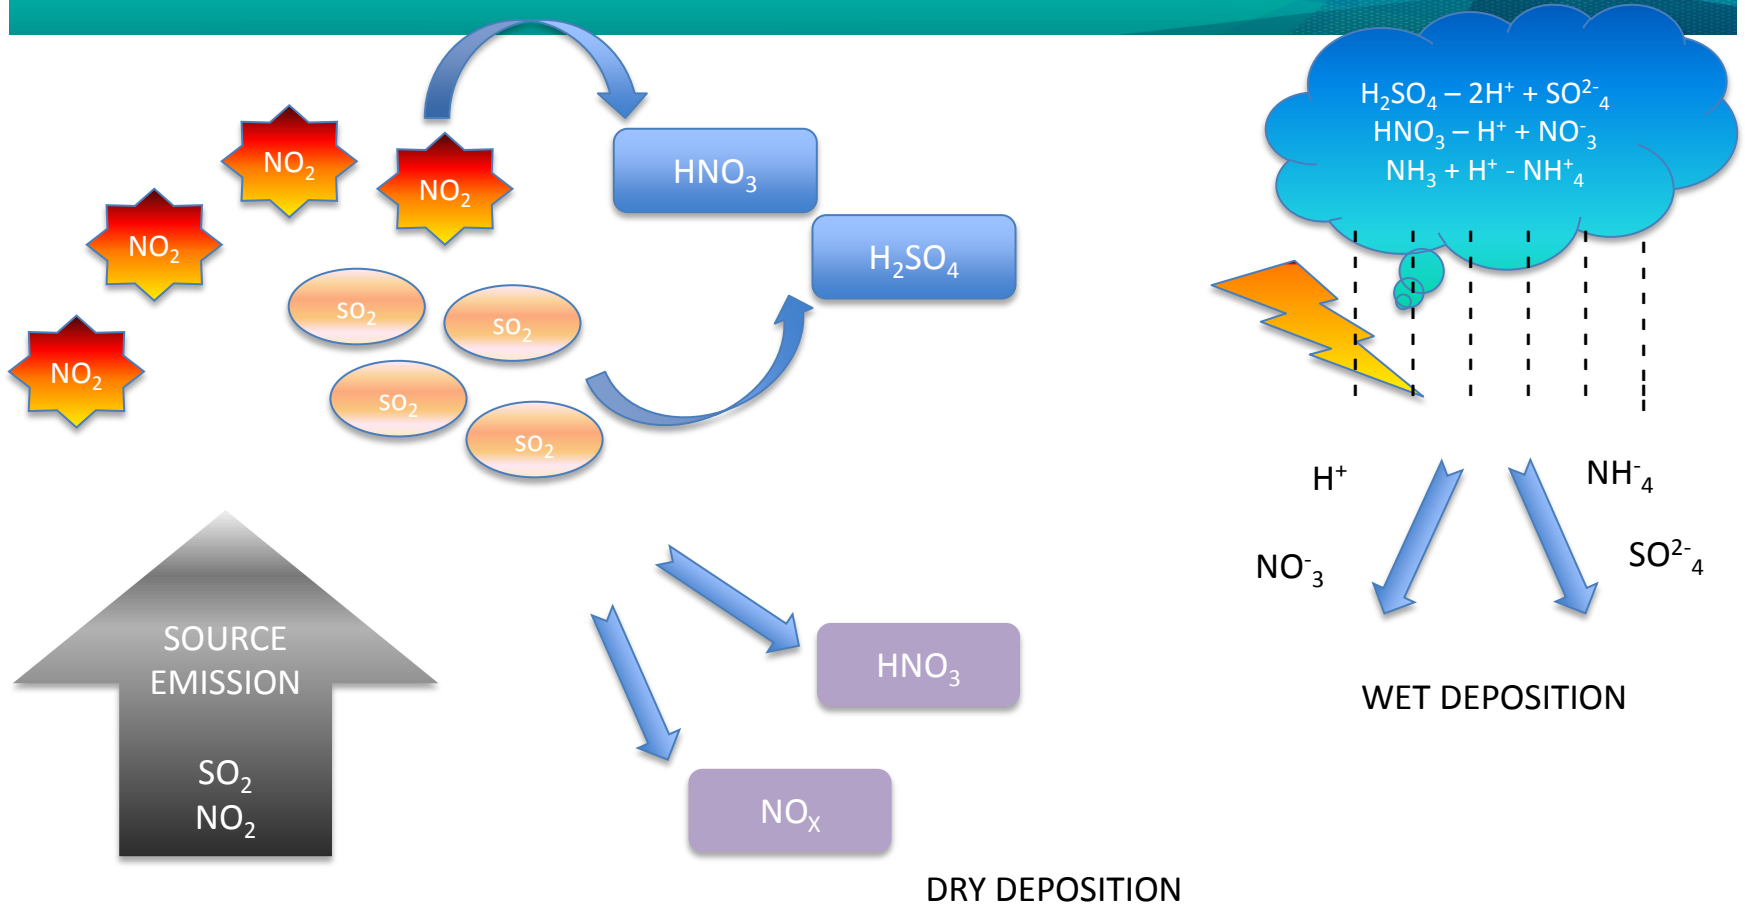 NO₂
NO₂
NO₂
NO₂
HNO₃
H₂SO₄
SO₂
SO₂
SO₂
SO₂
H₂SO₄ – 2H⁺ + SO²⁻₄
HNO₃ – H⁺ + NO⁻₃
NH₃ + H⁺ - NH⁺₄
H⁺
NH⁻₄
NO⁻₃
SO²⁻₄
WET DEPOSITION
SOURCE
EMISSION
SO₂
NO₂
HNO₃
NOₓ
DRY DEPOSITION